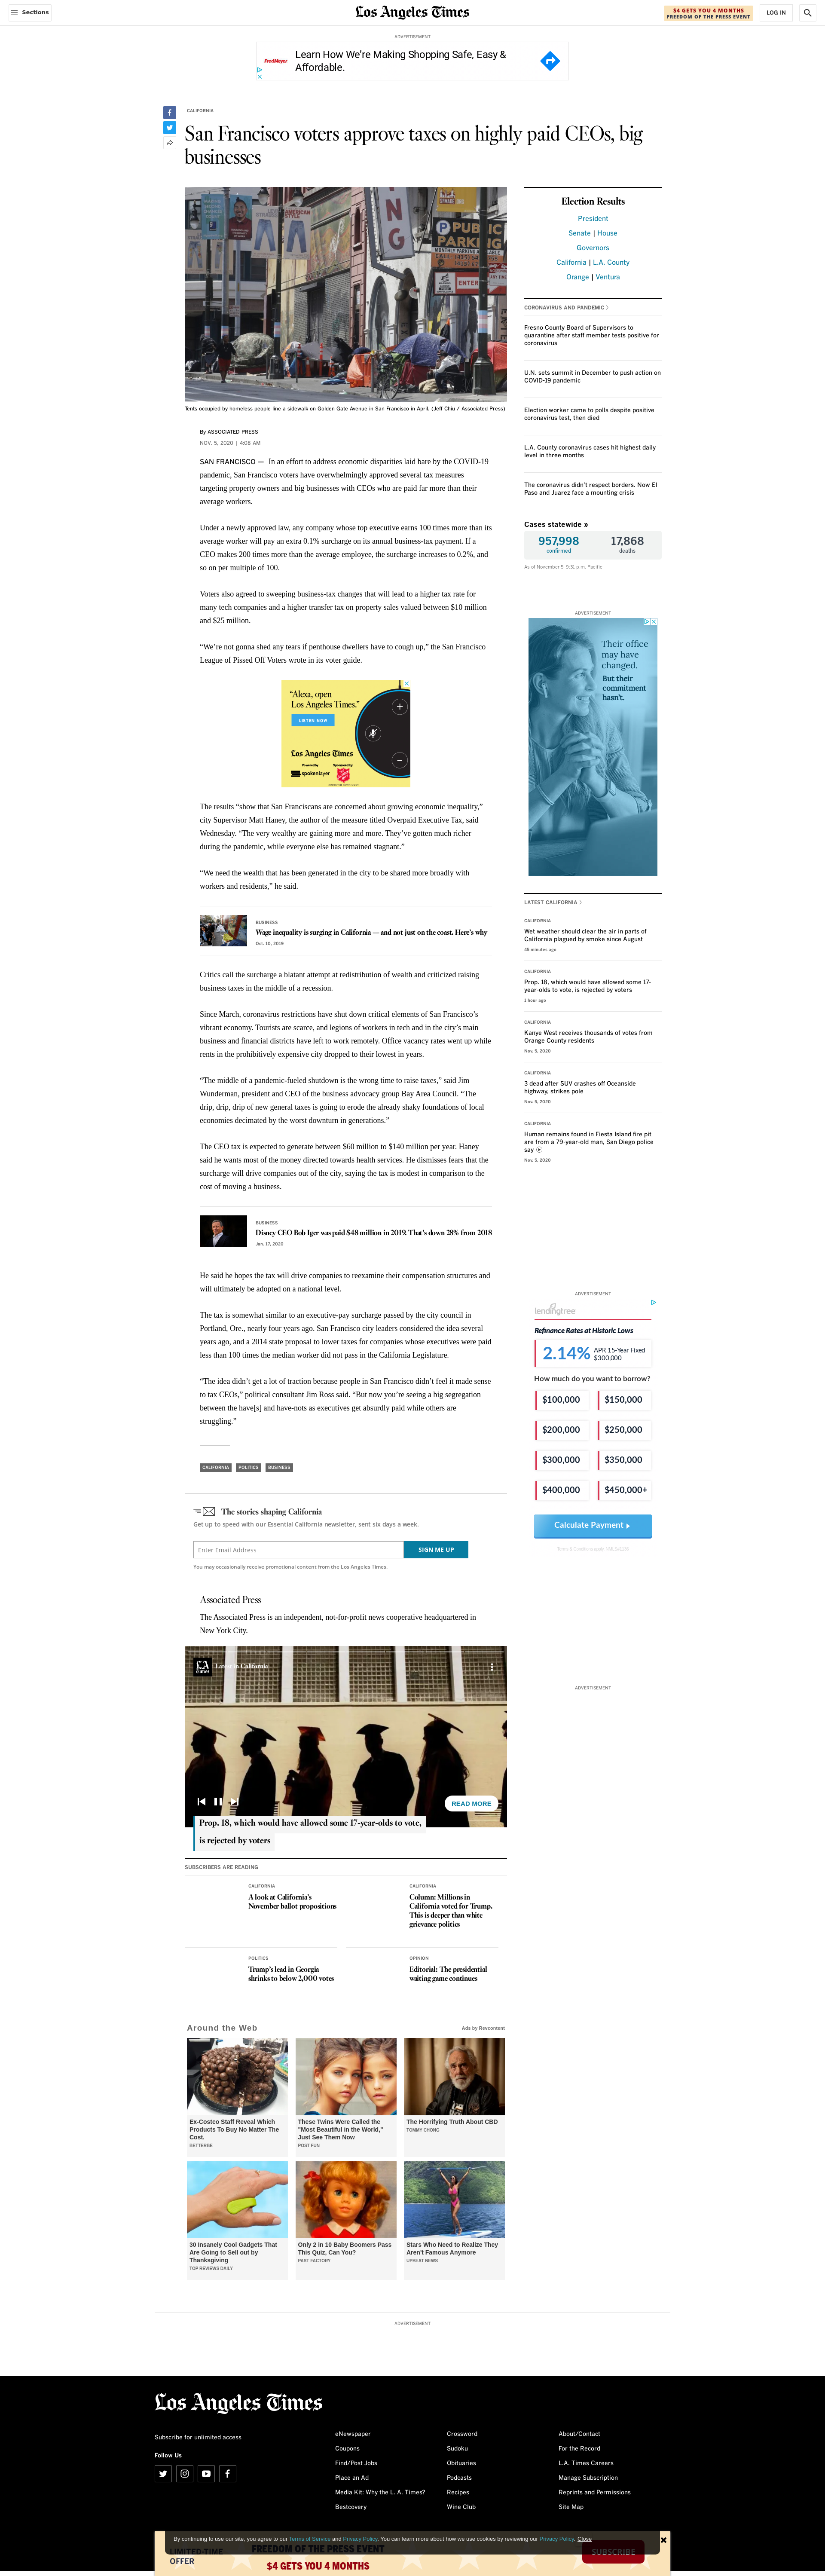 Sections
Los Angeles Times
$4 GETS YOU 4 MONTHS
FREEDOM OF THE PRESS EVENT
LOG IN
ADVERTISEMENT
FredMeyer
Learn How We're Making Shopping Safe, Easy &
Affordable.
CALIFORNIA
San Francisco voters approve taxes on highly paid CEOs, big
businesses
PUBLIC
PARKING
ENTER
Tents occupied by homeless people line a sidewalk on Golden Gate Avenue in San Francisco in April. (Jeff Chiu / Associated Press)
By ASSOCIATED PRESS
NOV. 5, 2020 | 4:08 AM
SAN FRANCISCO — In an effort to address economic disparities laid bare by the COVID-19
pandemic, San Francisco voters have overwhelmingly approved several tax measures
targeting property owners and big businesses with CEOs who are paid far more than their
average workers.
Under a newly approved law, any company whose top executive earns 100 times more than its
average worker will pay an extra 0.1% surcharge on its annual business-tax payment. If a
CEO makes 200 times more than the average employee, the surcharge increases to 0.2%, and
so on per multiple of 100.
Voters also agreed to sweeping business-tax changes that will lead to a higher tax rate for
many tech companies and a higher transfer tax on property sales valued between $10 million
and $25 million.
“We’re not gonna shed any tears if penthouse dwellers have to cough up,” the San Francisco
League of Pissed Off Voters wrote in its voter guide.
“Alexa, open
Los Angeles Times.”
LISTEN NOW
Los Angeles Times
Powered by
Sponsored by
spokenlayer
The results “show that San Franciscans are concerned about growing economic inequality,”
city Supervisor Matt Haney, the author of the measure titled Overpaid Executive Tax, said
Wednesday. “The very wealthy are gaining more and more. They’ve gotten much richer
during the pandemic, while everyone else has remained stagnant.”
“We need the wealth that has been generated in the city to be shared more broadly with
workers and residents,” he said.
BUSINESS
Wage inequality is surging in California — and not just on the coast. Here’s why
Oct. 10, 2019
Critics call the surcharge a blatant attempt at redistribution of wealth and criticized raising
business taxes in the middle of a recession.
Since March, coronavirus restrictions have shut down critical elements of San Francisco’s
vibrant economy. Tourists are scarce, and legions of workers in tech and in the city’s main
business and financial districts have left to work remotely. Office vacancy rates went up while
rents in the prohibitively expensive city dropped to their lowest in years.
“The middle of a pandemic-fueled shutdown is the wrong time to raise taxes,” said Jim
Wunderman, president and CEO of the business advocacy group Bay Area Council. “The
drip, drip, drip of new general taxes is going to erode the already shaky foundations of local
economies decimated by the worst downturn in generations.”
The CEO tax is expected to generate between $60 million to $140 million per year. Haney
said he wants most of the money directed towards health services. He dismisses fears that the
surcharge will drive companies out of the city, saying the tax is modest in comparison to the
cost of moving a business.
BUSINESS
Disney CEO Bob Iger was paid $48 million in 2019. That’s down 28% from 2018
Jan. 17, 2020
He said he hopes the tax will drive companies to reexamine their compensation structures and
will ultimately be adopted on a national level.
The tax is somewhat similar to an executive-pay surcharge passed by the city council in
Portland, Ore., nearly four years ago. San Francisco city leaders considered the idea several
years ago, and a 2014 state proposal to lower taxes for companies whose executives were paid
less than 100 times the median worker did not pass in the California Legislature.
“The idea didn’t get a lot of traction because people in San Francisco didn’t feel it made sense
to tax CEOs,” political consultant Jim Ross said. “But now you’re seeing a big segregation
between the have[s] and have-nots as executives get absurdly paid while others are
struggling.”
CALIFORNIA
POLITICS
BUSINESS
The stories shaping California
Get up to speed with our Essential California newsletter, sent six days a week.
Enter Email Address
SIGN ME UP
You may occasionally receive promotional content from the Los Angeles Times.
Associated Press
The Associated Press is an independent, not-for-profit news cooperative headquartered in
New York City.
Latest in California
READ MORE
Prop. 18, which would have allowed some 17-year-olds to vote,
is rejected by voters
SUBSCRIBERS ARE READING
CALIFORNIA
A look at California’s
November ballot propositions
CALIFORNIA
Column: Millions in
California voted for Trump.
This is deeper than white
grievance politics
POLITICS
Trump’s lead in Georgia
shrinks to below 2,000 votes
OPINION
Editorial: The presidential
waiting game continues
Around the Web
Ads by Revcontent
Ex-Costco Staff Reveal Which
Products To Buy No Matter The
Cost.
BETTERBE
These Twins Were Called the
"Most Beautiful in the World,"
Just See Them Now
POST FUN
The Horrifying Truth About CBD
TOMMY CHONG
30 Insanely Cool Gadgets That
Are Going to Sell out by
Thanksgiving
TOP REVIEWS DAILY
Only 2 in 10 Baby Boomers Pass
This Quiz, Can You?
PAST FACTORY
Stars Who Need to Realize They
Aren't Famous Anymore
UPBEAT NEWS
Election Results
President
Senate | House
Governors
California | L.A. County
Orange | Ventura
CORONAVIRUS AND PANDEMIC
Fresno County Board of Supervisors to
quarantine after staff member tests positive for
coronavirus
U.N. sets summit in December to push action on
COVID-19 pandemic
Election worker came to polls despite positive
coronavirus test, then died
L.A. County coronavirus cases hit highest daily
level in three months
The coronavirus didn’t respect borders. Now El
Paso and Juarez face a mounting crisis
Cases statewide »
957,998
confirmed
17,868
deaths
As of November 5, 9:31 p.m. Pacific
ADVERTISEMENT
Their office
may have
changed.
But their
commitment
hasn't.
LATEST CALIFORNIA
CALIFORNIA
Wet weather should clear the air in parts of
California plagued by smoke since August
45 minutes ago
CALIFORNIA
Prop. 18, which would have allowed some 17-
year-olds to vote, is rejected by voters
1 hour ago
CALIFORNIA
Kanye West receives thousands of votes from
Orange County residents
Nov. 5, 2020
CALIFORNIA
3 dead after SUV crashes off Oceanside
highway, strikes pole
Nov. 5, 2020
CALIFORNIA
Human remains found in Fiesta Island fire pit
are from a 79-year-old man, San Diego police
say
Nov. 5, 2020
ADVERTISEMENT
lendingtree
Refinance Rates at Historic Lows
2.14%
APR 15-Year Fixed
$300,000
How much do you want to borrow?
$100,000
$150,000
$200,000
$250,000
$300,000
$350,000
$400,000
$450,000+
Calculate Payment
ADVERTISEMENT
ADVERTISEMENT
Los Angeles Times
Subscribe for unlimited access
Follow Us
eNewspaper
Coupons
Find/Post Jobs
Place an Ad
Media Kit: Why the L. A. Times?
Bestcovery
Crossword
Sudoku
Obituaries
Podcasts
Recipes
Wine Club
About/Contact
For the Record
L.A. Times Careers
Manage Subscription
Reprints and Permissions
Site Map
By continuing to use our site, you agree to our Terms of Service and Privacy Policy. You can learn more about how we use cookies by reviewing our Privacy Policy. Close
LIMITED-TIME
OFFER
FREEDOM OF THE PRESS EVENT
$4 GETS YOU 4 MONTHS
SUBSCRIBE